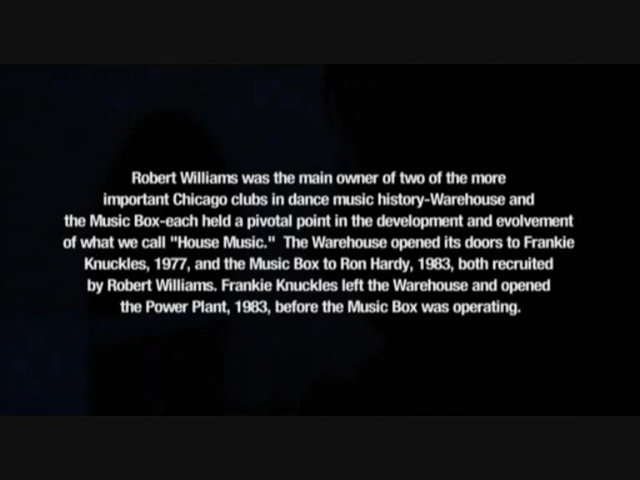 Robert Williams was the main owner of two of the more
important Chicago clubs in dance music history-Warehouse and
the Music Box-each held a pivotal point in the development and evolvement
of what we call "House Music."  The Warehouse opened its doors to Frankie
Knuckles, 1977, and the Music Box to Ron Hardy, 1983, both recruited
by Robert Williams. Frankie Knuckles left the Warehouse and opened
the Power Plant, 1983, before the Music Box was operating.